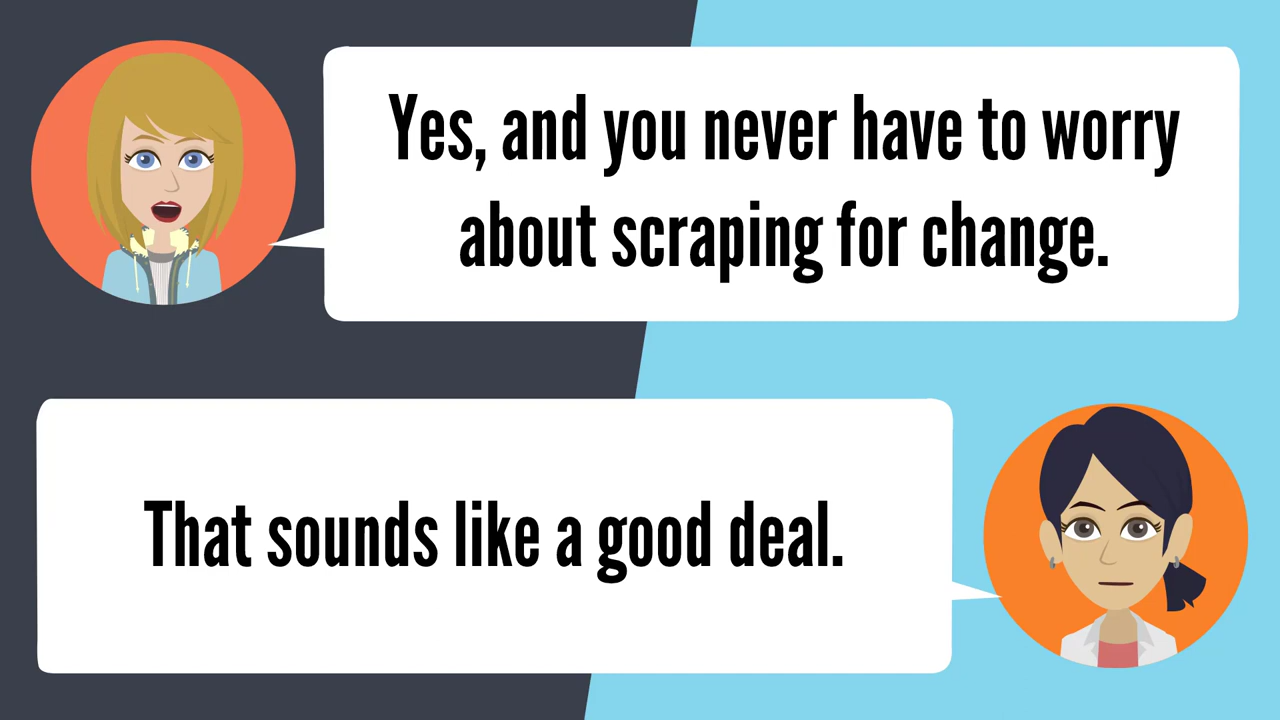 Yes, and you never have to worry
about scraping for change.
That sounds like a good deal.